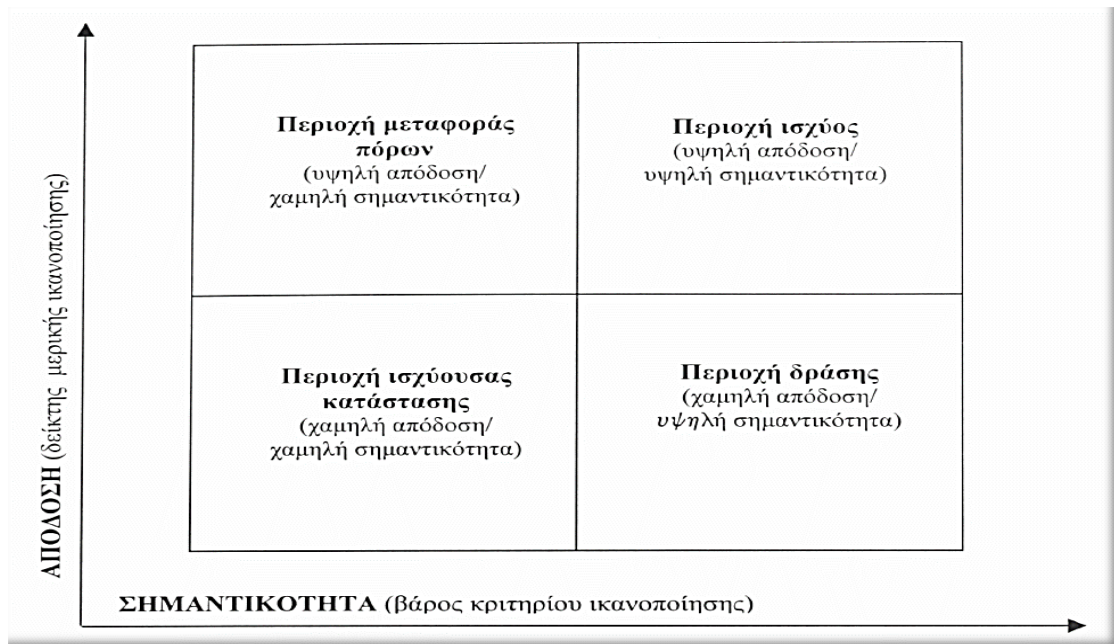 Περιοχή μεταφοράς
πόρων
(υψηλή απόδοση/
χαμηλή σημαντικότητα)
Περιοχή ισχύος
(υψηλή απόδοση/
υψηλή σημαντικότητα)
Περιοχή ισχύουσας
κατάστασης
(χαμηλή απόδοση/
χαμηλή σημαντικότητα)
Περιοχή δράσης
(χαμηλή απόδοση/
υψηλή σημαντικότητα)
ΑΠΟΔΟΣΗ (δείκτης μερικής ικανοποίησης)
ΣΗΜΑΝΤΙΚΟΤΗΤΑ (βάρος κριτηρίου ικανοποίησης)